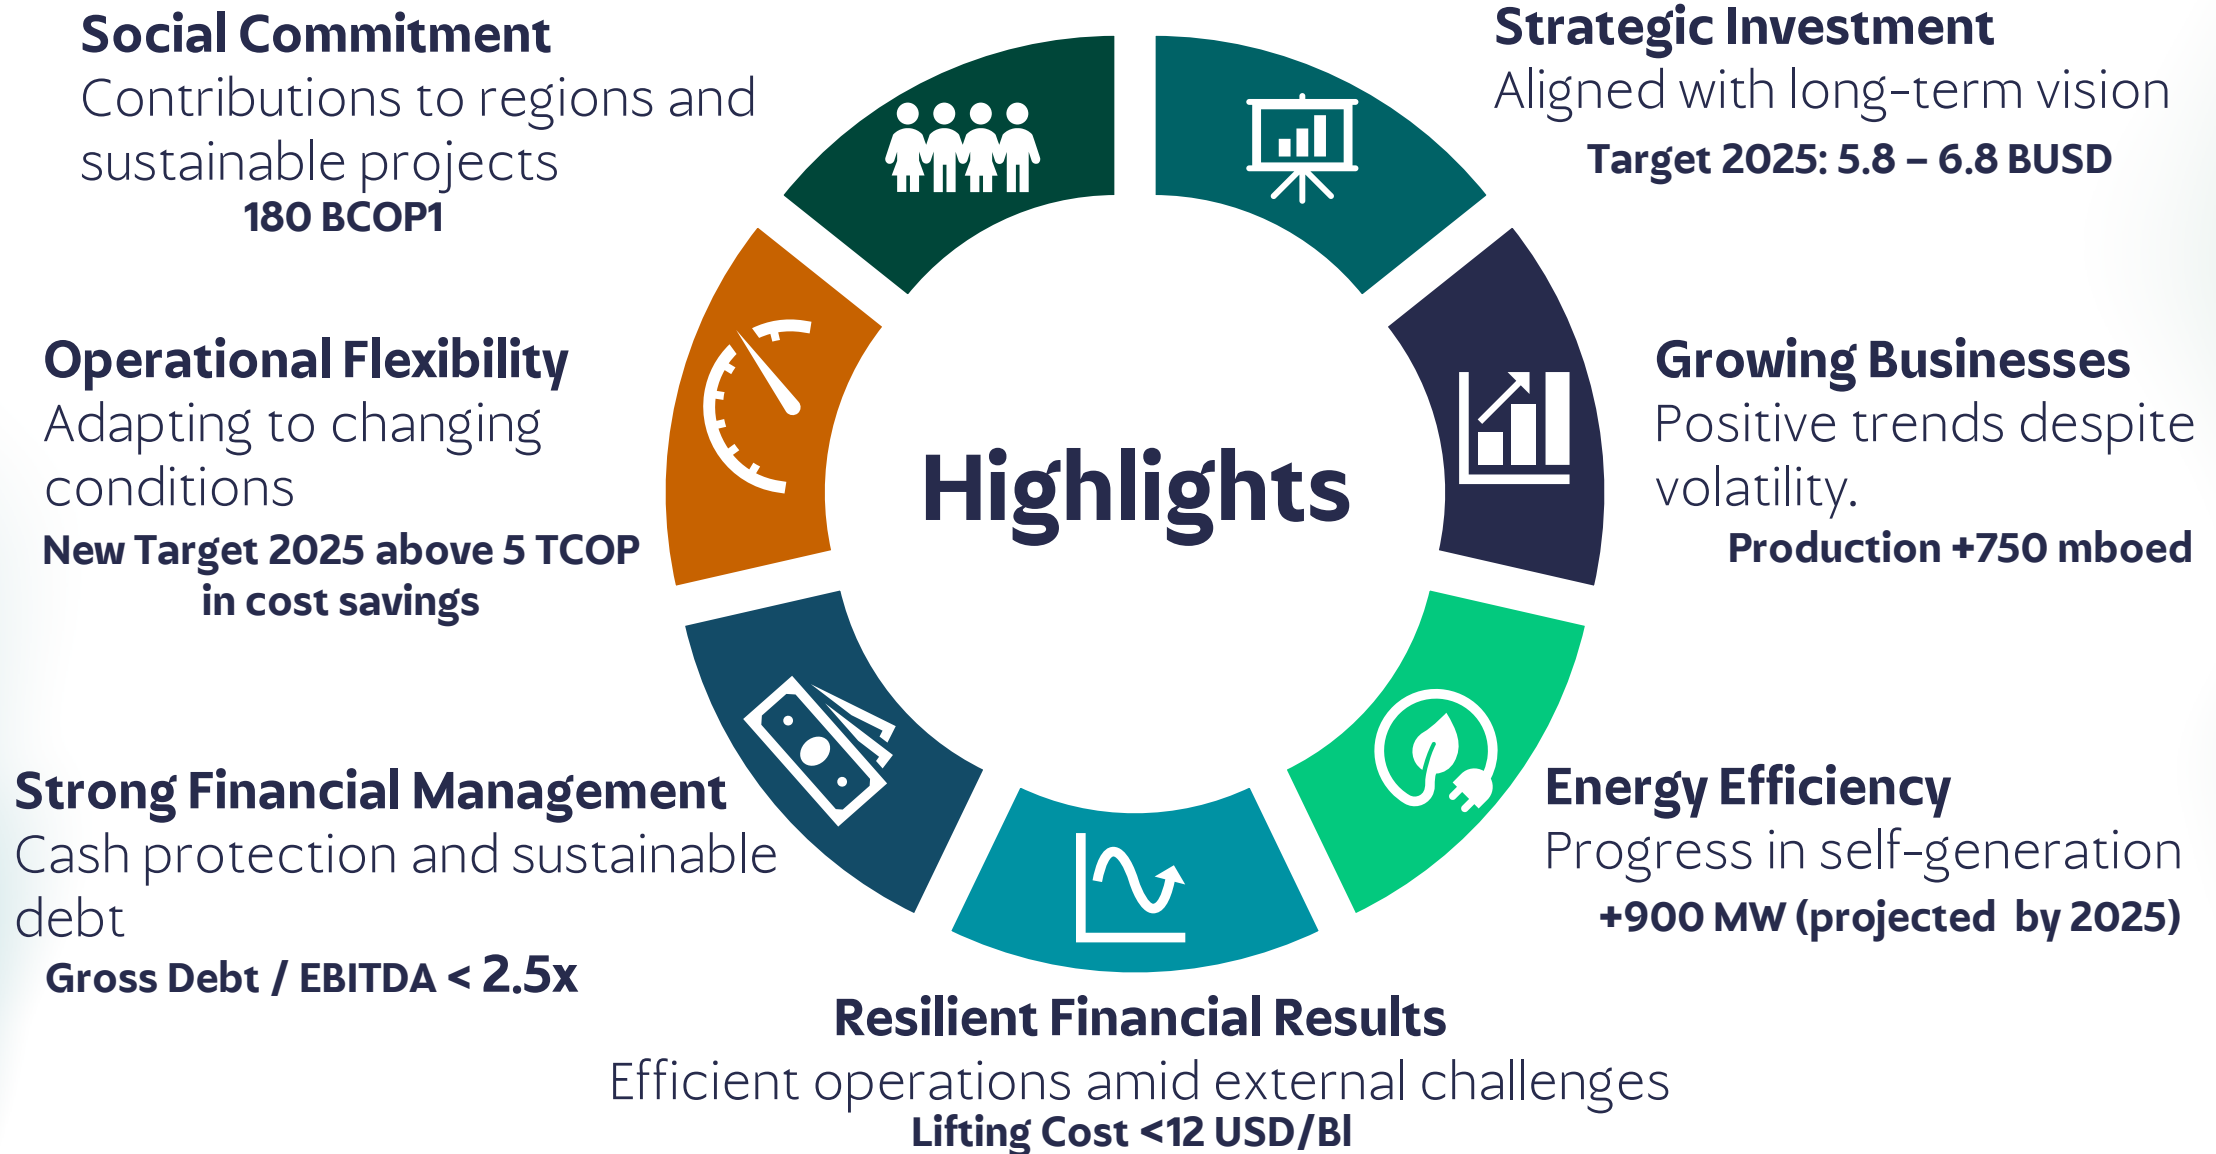 Social Commitment
Contributions to regions and
sustainable projects
180 BCOP1
Strategic Investment
Aligned with long-term vision
Target 2025: 5.8 – 6.8 BUSD
Operational Flexibility
Adapting to changing
conditions
New Target 2025 above 5 TCOP
in cost savings
Highlights
Growing Businesses
Positive trends despite
volatility.
Production +750 mboed
Strong Financial Management
Cash protection and sustainable
debt
Gross Debt / EBITDA < 2.5x
Energy Efficiency
Progress in self-generation
+900 MW (projected by 2025)
Resilient Financial Results
Efficient operations amid external challenges
Lifting Cost <12 USD/Bl